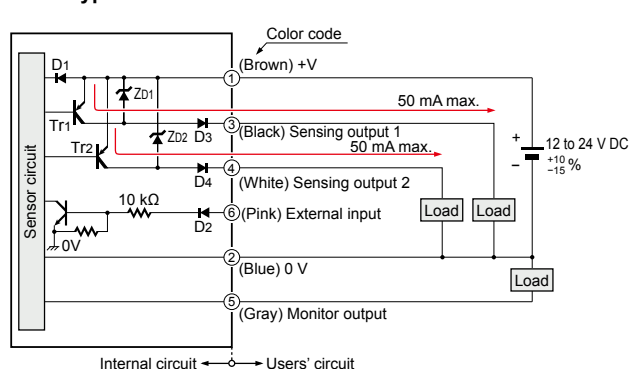 Color code
D1
(Brown) +V
1
ZD1
50 mA max.
Tr1
3
(Black) Sensing output 1
Tr2
ZD2
D3
50 mA max.
+
12 to 24 V DC
−
+10
−15 %
4
(White) Sensing output 2
D4
Sensor circuit
10 kΩ
6
(Pink) External input
D2
Load
Load
0V
2
(Blue) 0 V
Load
5
(Gray) Monitor output
Internal circuit
Users' circuit